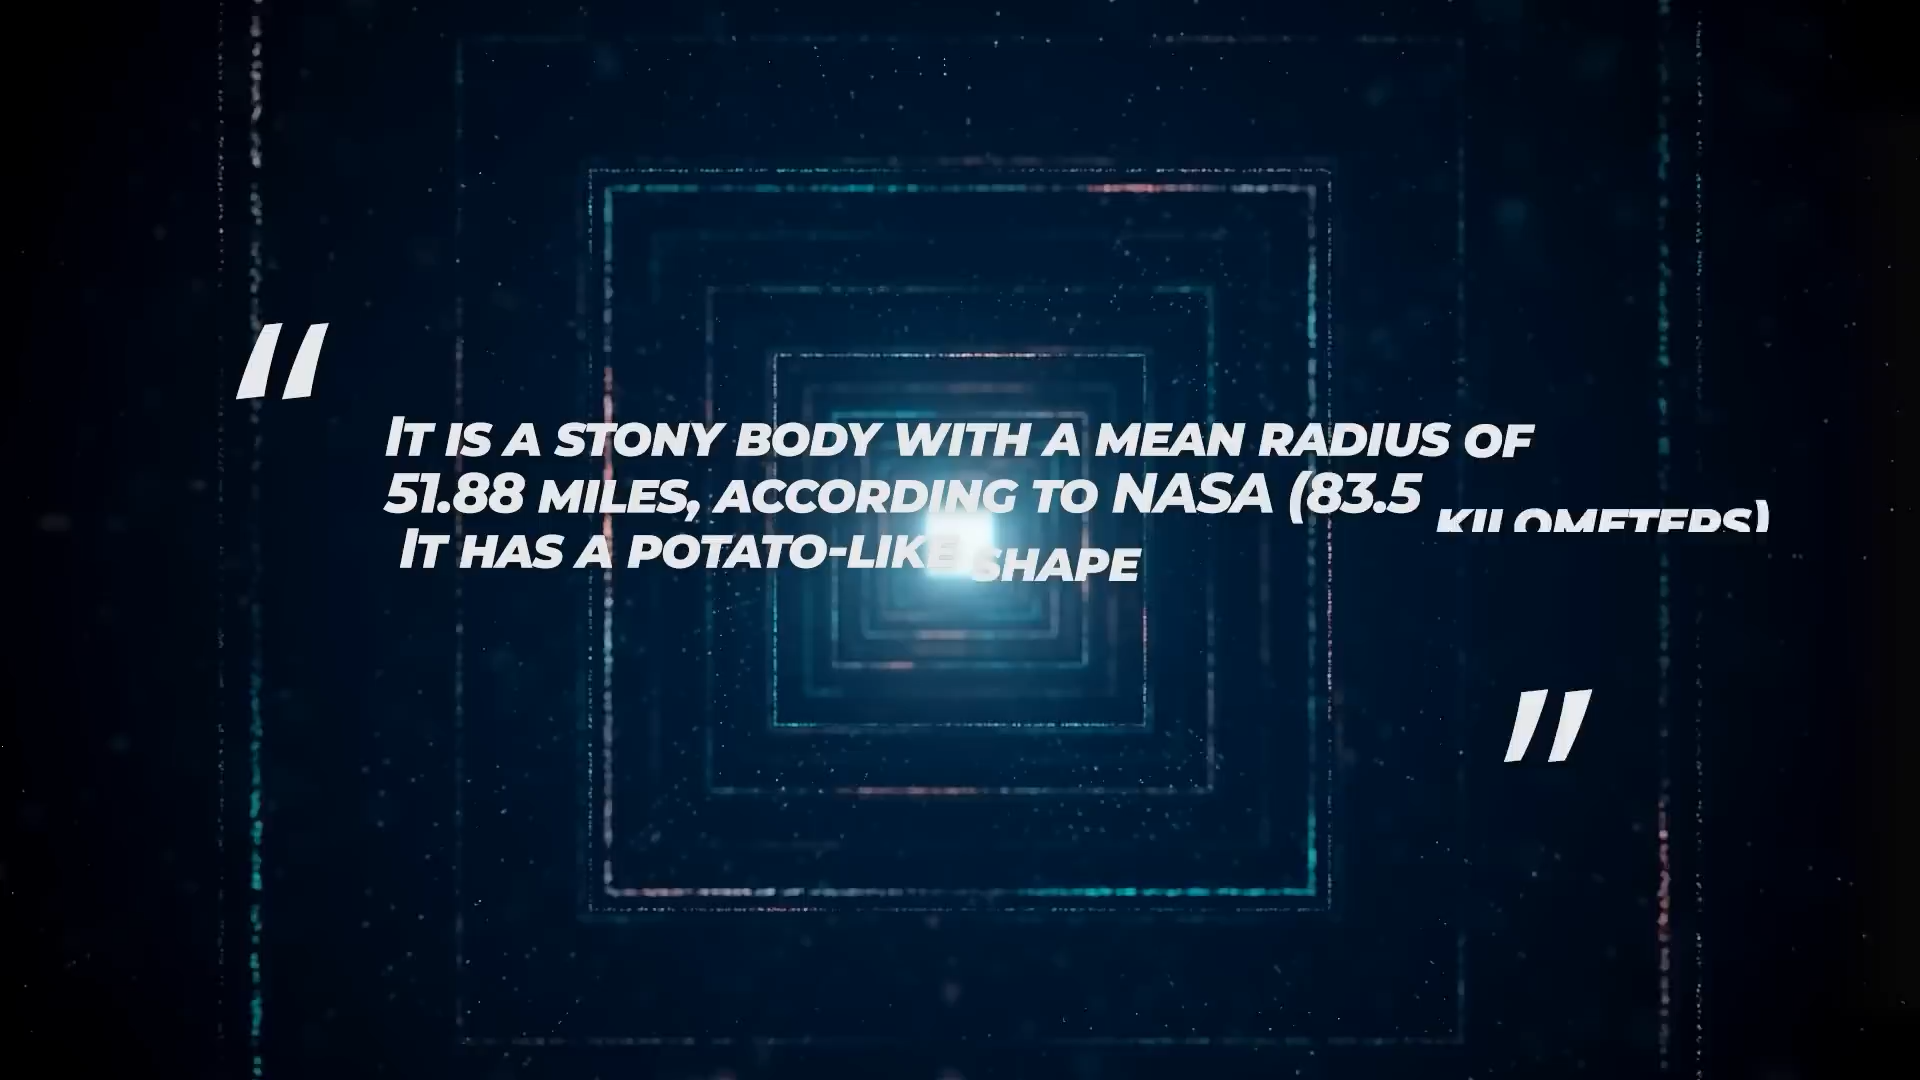 “
It is a stony body with a mean radius of
51.88 miles, according to NASA (83.5 kilometers)
It has a potato-like shape
”